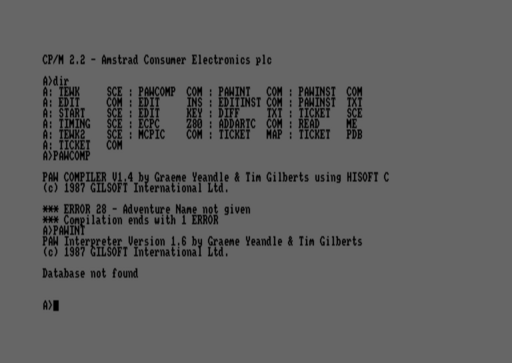 CP/M 2.2 - Amstrad Consumer Electronics plc
A>dir
A: TEWK     SCE : PAWCOMP  COM : PAWINT   COM : PAWINST  COM
A: EDIT     COM : EDIT     INS : EDITINST COM : PAWINST  TXT
A: START    SCE : EDIT     KEY : DIFF     TXT : TICKET   SCE
A: TIMING   SCE : ECPC     Z80 : ADDARTC  COM : READ     ME
A: TEWK2    SCE : MCPIC    COM : TICKET   MAP : TICKET   PDB
A: TICKET   COM
A>PAWCOMP
PAW COMPILER V1.4 by Graeme Yeandle & Tim Gilberts using HISOFT C
(c) 1987 GILSOFT International Ltd.
*** ERROR 28 - Adventure Name not given
*** Compilation ends with 1 ERROR
A>PAWINT
PAW Interpreter Version 1.6 by Graeme Yeandle & Tim Gilberts
(c) 1987 GILSOFT International Ltd.
Database not found
A>